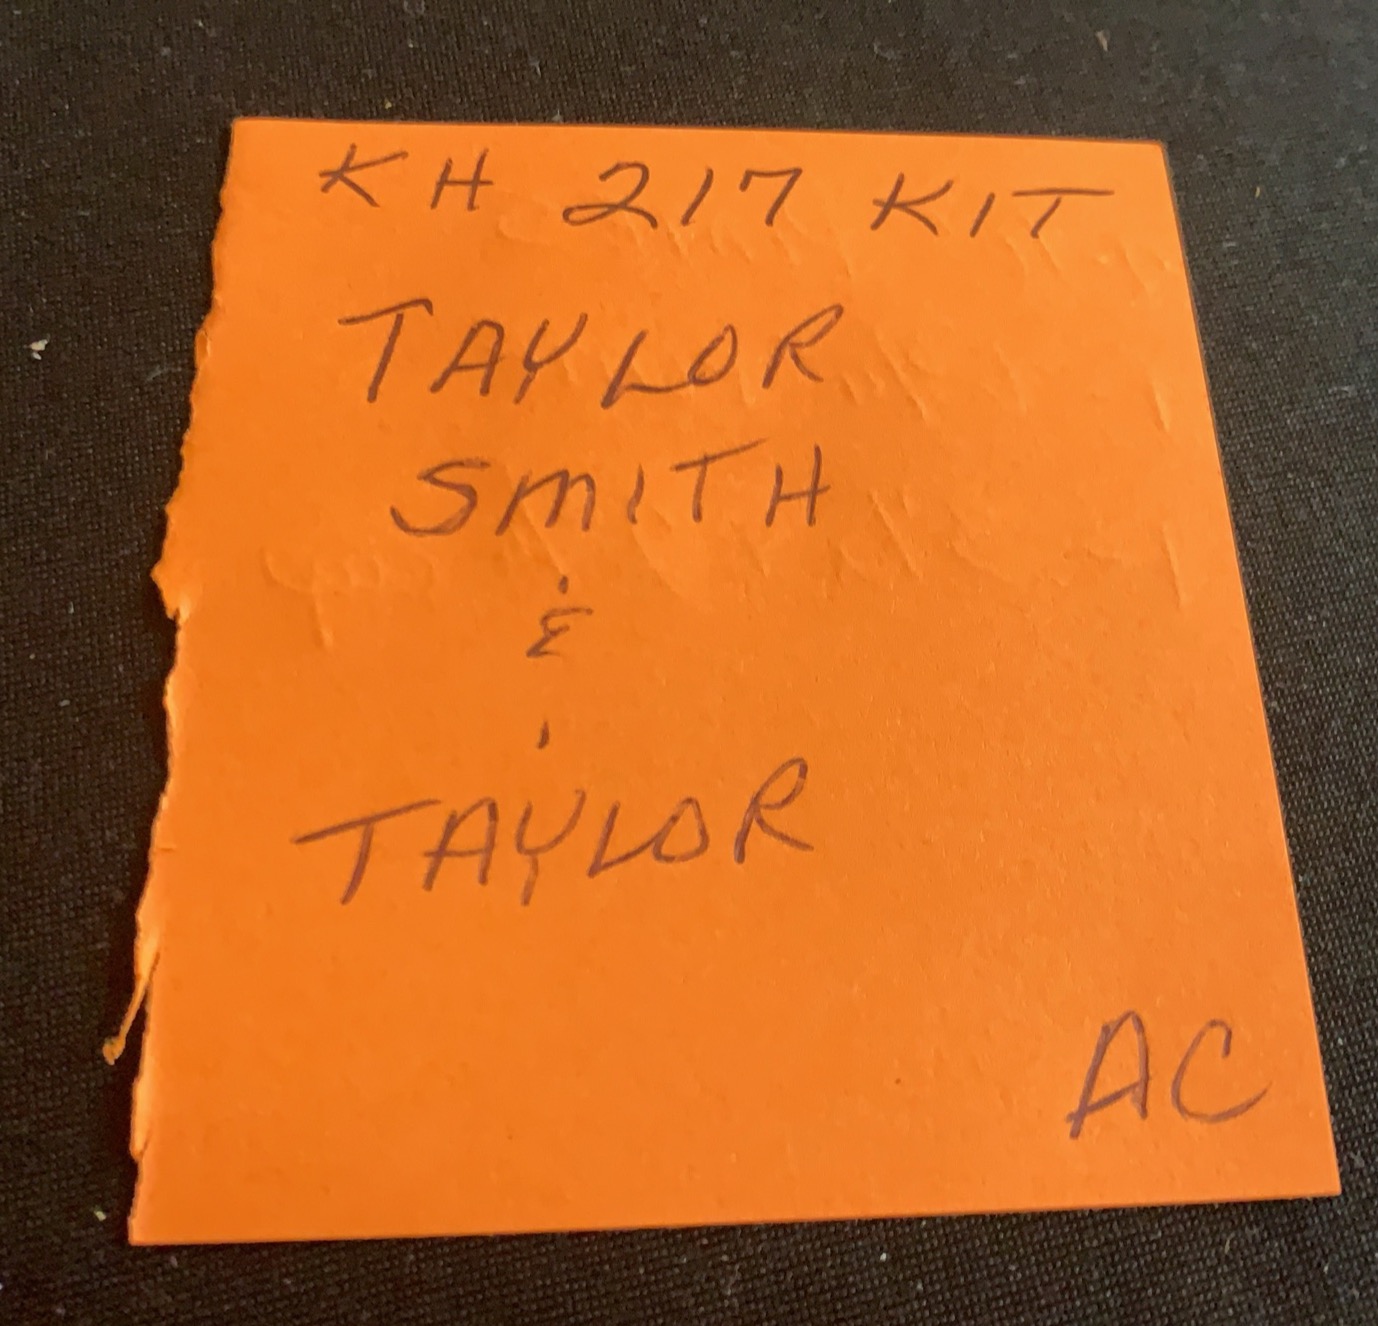 KH 217 KIT
TAYLOR
SMITH
&
TAYLOR
AC